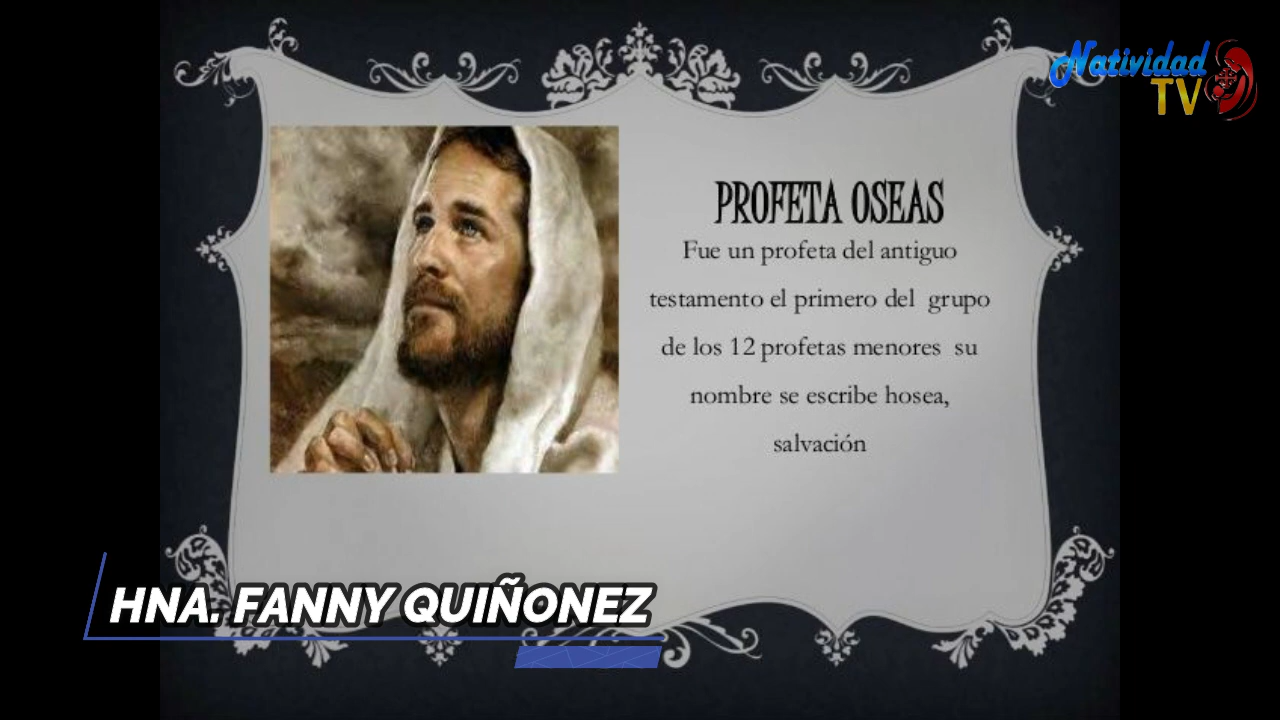 Natividad
TV
PROFETA OSEAS
Fue un profeta del antiguo
testamento el primero del grupo
de los 12 profetas menores su
nombre se escribe hosea,
salvación
HNA. FANNY QUIÑONEZ